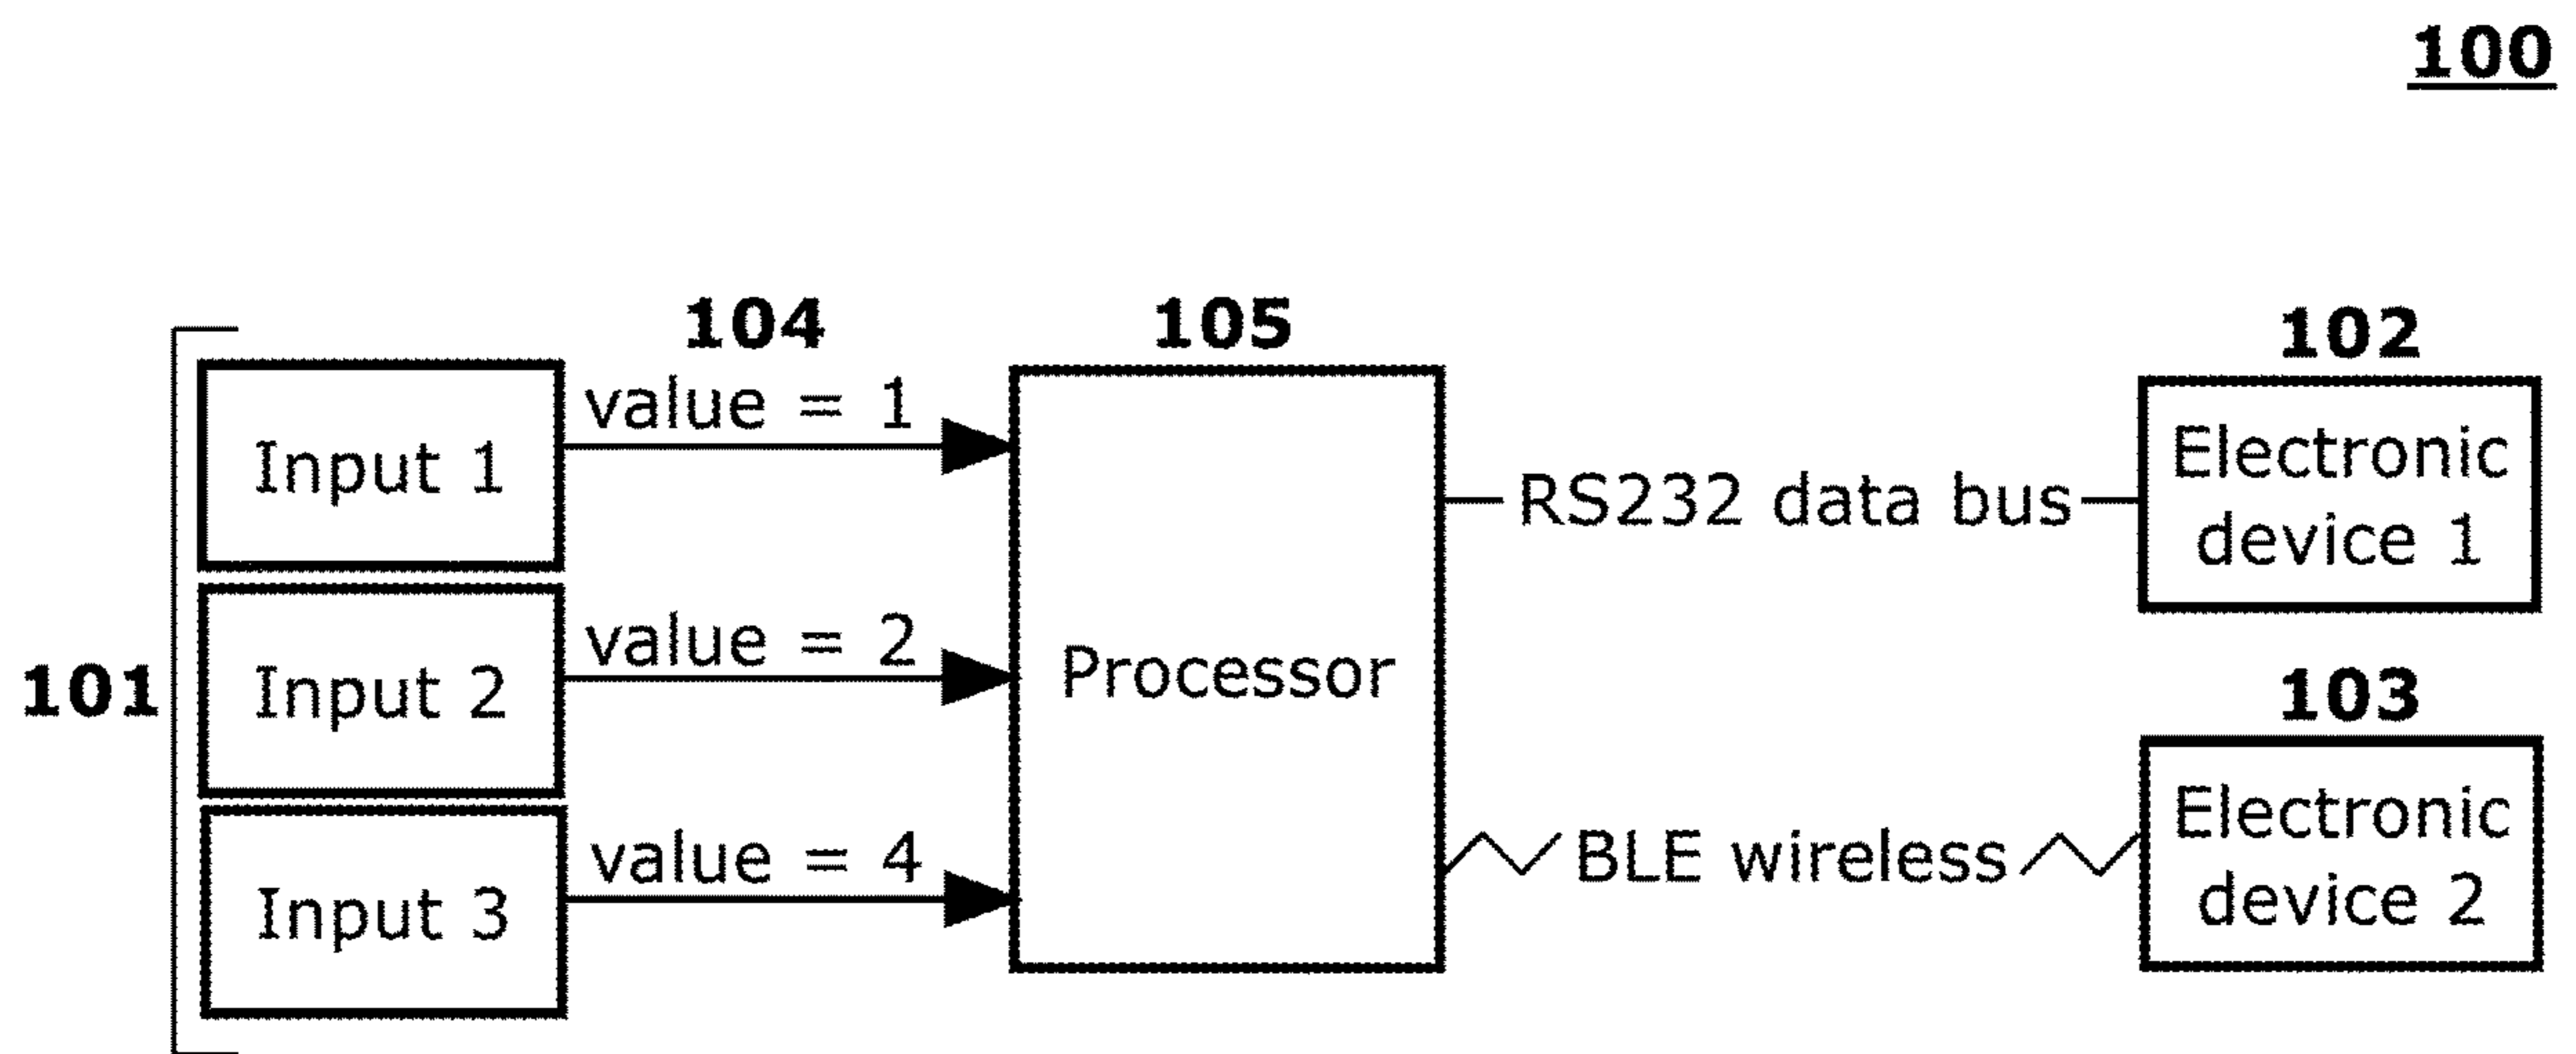 100
104
105
102
value = 1
Input 1
Electronic
device 1
RS232 data bus
value = 2
Input 2
Processor
101
103
value = 4
Input 3
BLE wireless
Electronic
device 2